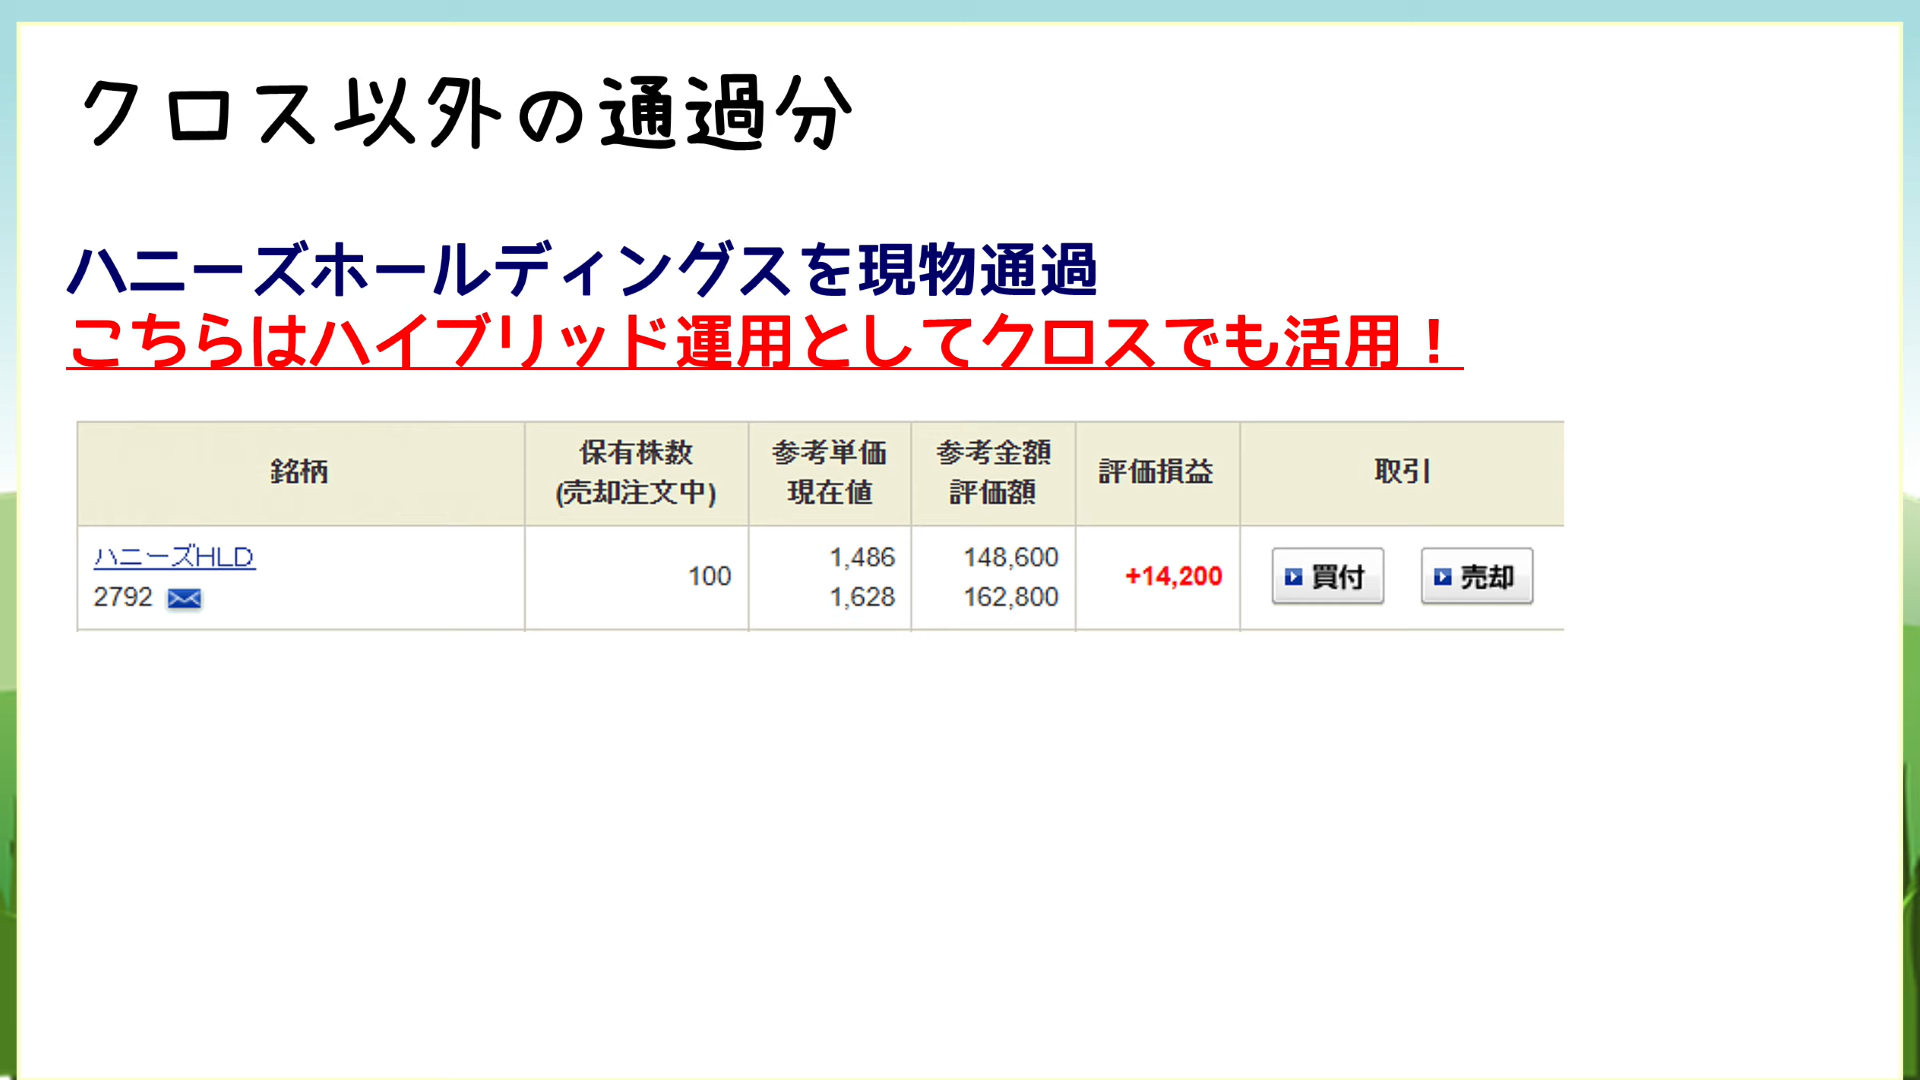 クロス以外の通過分
ハニーズホールディングスを現物通過
こちらはハイブリッド運用としてクロスでも活用！
銘柄
保有株数
(売却注文中)
参考単価
現在値
参考金額
評価額
評価損益
取引
ハニーズHLD
2792
100
1,486
1,628
148,600
162,800
+14,200
買付
売却